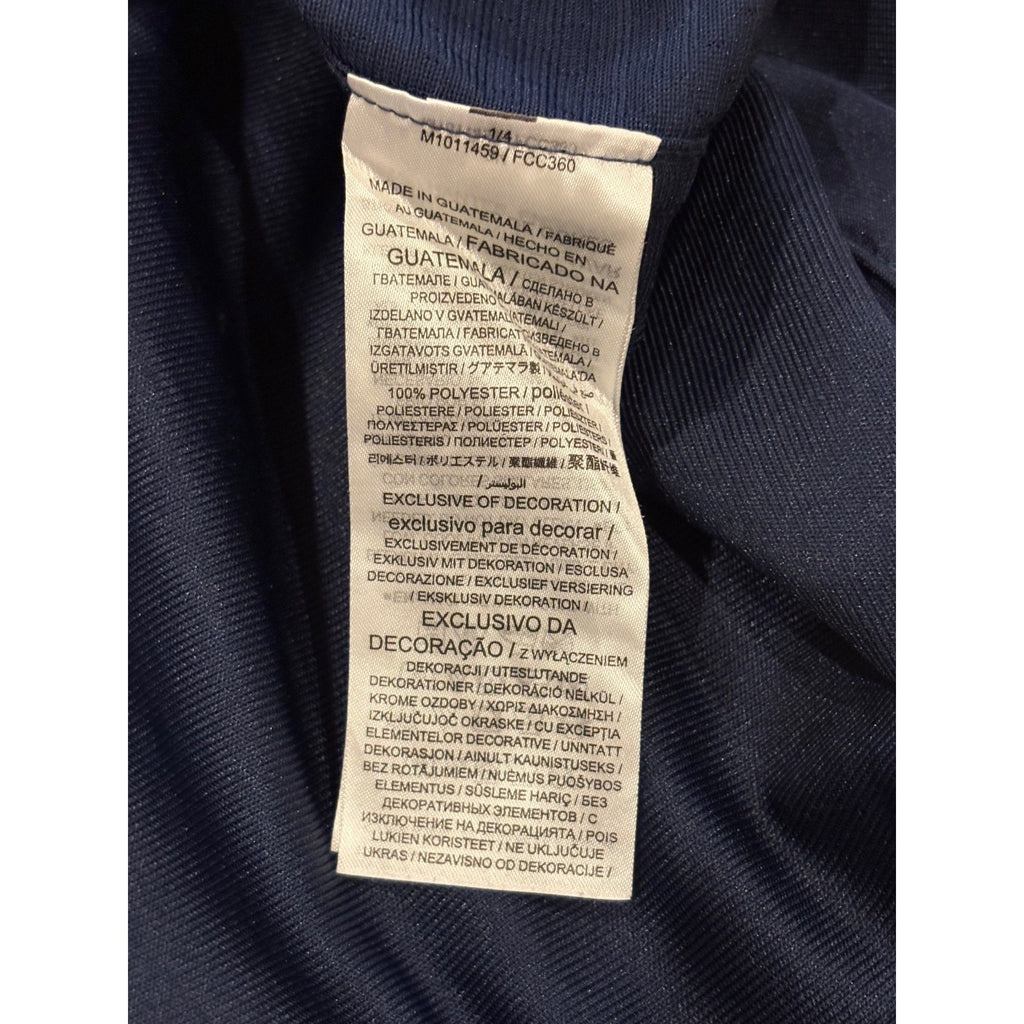 1/4
M1011459 / FCC360
MADE IN GUATEMALA / FABRIQUÉ
AU GUATEMALA / HECHO EN
GUATEMALA / FABRICADO NA
GUATEMALA / СДЕЛАНО В
ГВАТЕМАЛЕ / KÉSZÜLT /
PROIZVEDENO
IZDELANO V GVATEMALI /
ГВАТЕМАЛА / FABRICAT
IZGATAVOTS GVATEMALĀ
ÜRETILMISTIR / グアテマラ製
100% POLYESTER /
POLIESTERE / POLIESTER / POLIESZTER /
ΠΟΛΥΕΣΤΕΡΑΣ / POLÜESTER / POLIESTERS /
POLIESTERIS / ПОЛИЕСТЕР / POLYESTERI /
리에스터 / ポリエステル / 聚酯纖維 / 聚酯纤维
/ البوليستر
EXCLUSIVE OF DECORATION /
exclusivo para decorar /
EXCLUSIVEMENT DE DÉCORATION /
EXKLUSIV MIT DEKORATION / ESCLUSA
DECORAZIONE / EXCLUSIEF VERSIERING
/ EKSKLUSIV DEKORATION /
EXCLUSIVO DA
DECORAÇÃO / Z WYŁĄCZENIEM
DEKORACJI / UTESLUTANDE
DEKORATIONER / DEKORÁCIÓ NÉLKÜL /
KROME OZDOBY / ΧΩΡΙΣ ΔΙΑΚΟΣΜΗΣΗ /
IZKLJUČUJOČ OKRASKE / CU EXCEPȚIA
ELEMENTELOR DECORATIVE / UNNTATT
DEKORASJON / AINULT KAUNISTUSEKS /
BEZ ROTĀJUMIEM / NUĖMUS PUOŠYBOS
ELEMENTUS / SÜSLEME HARIÇ / БЕЗ
ДЕКОРАТИВНЫХ ЭЛЕМЕНТОВ / С
ИЗКЛЮЧЕНИЕ НА ДЕКОРАЦИЯТА / POIS
LUKIEN KORISTEET / NE UKLJUČUJE
UKRAS / NEZAVISNO OD DEKORACIJE /